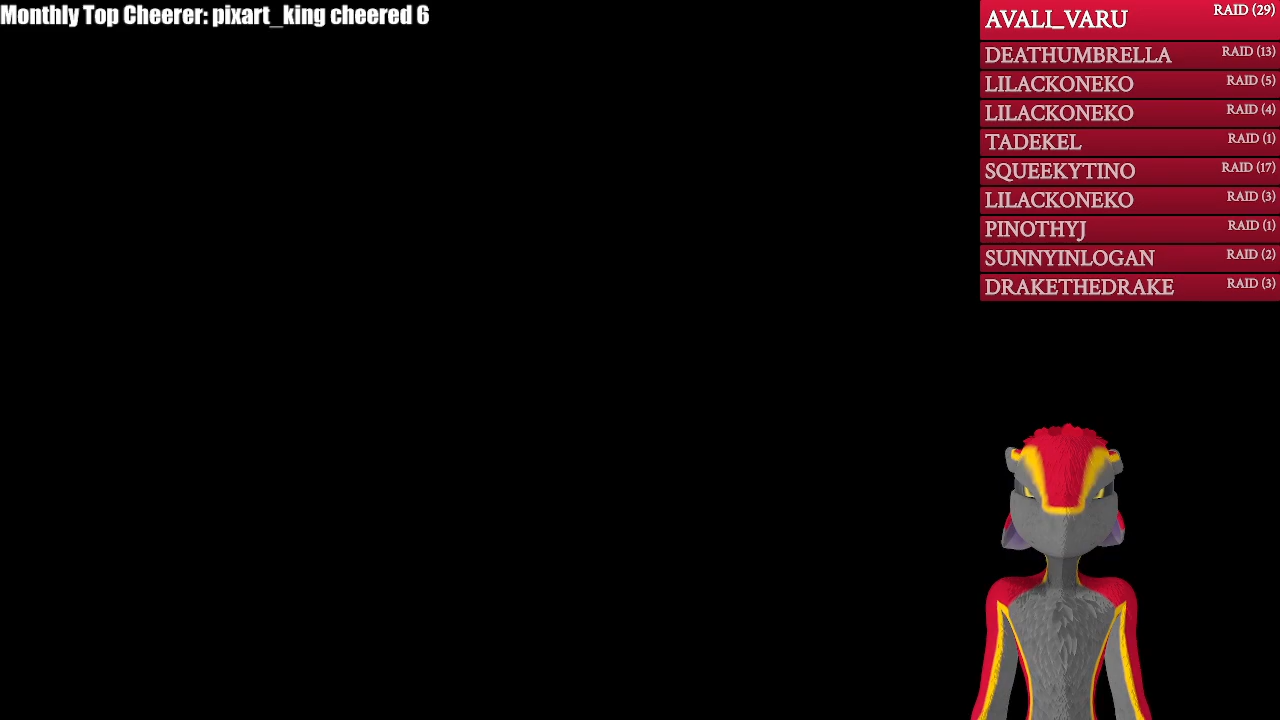 Monthly Top Cheerer: pixart_king cheered 6
AVALI_VARU RAID (29)
DEATHUMBRELLA RAID (13)
LILACKONEKO RAID (5)
LILACKONEKO RAID (4)
TADEKEL RAID (1)
SQUEEKYTINO RAID (17)
LILACKONEKO RAID (3)
PINOTHYJ RAID (1)
SUNNYINLOGAN RAID (2)
DRAKETHEDRAKE RAID (3)